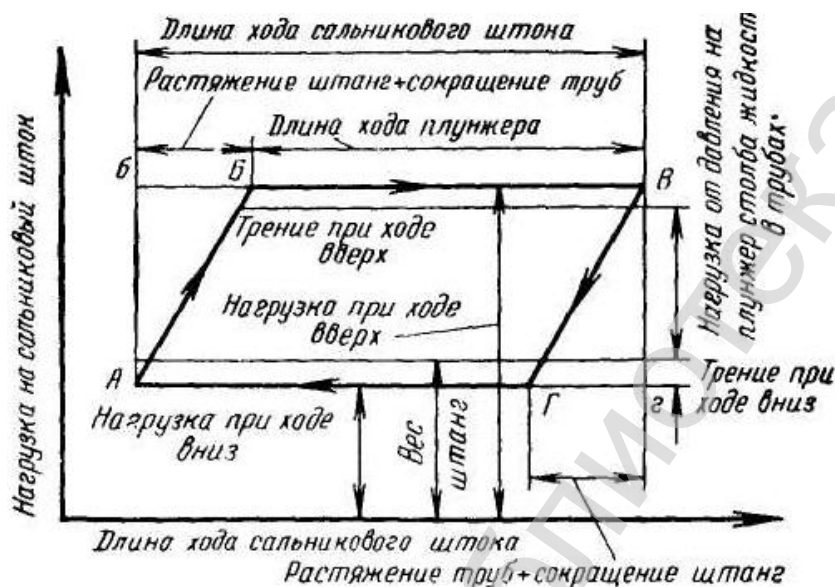 Длина хода сальникового штока
Растяжение штанг+сокращение труб
Длина хода плунжера
б
Б
В
Трение при ходе
вверх
Нагрузка при ходе
вверх
А
Г
г
Нагрузка при ходе
вниз
Вес
штанг
Трение при
ходе вниз
Нагрузка от давления на
плунжер столба жидкост
в трубах
Нагрузка на сальниковый шток
Длина хода сальникового штока
Растяжение труб+сокращение штанг